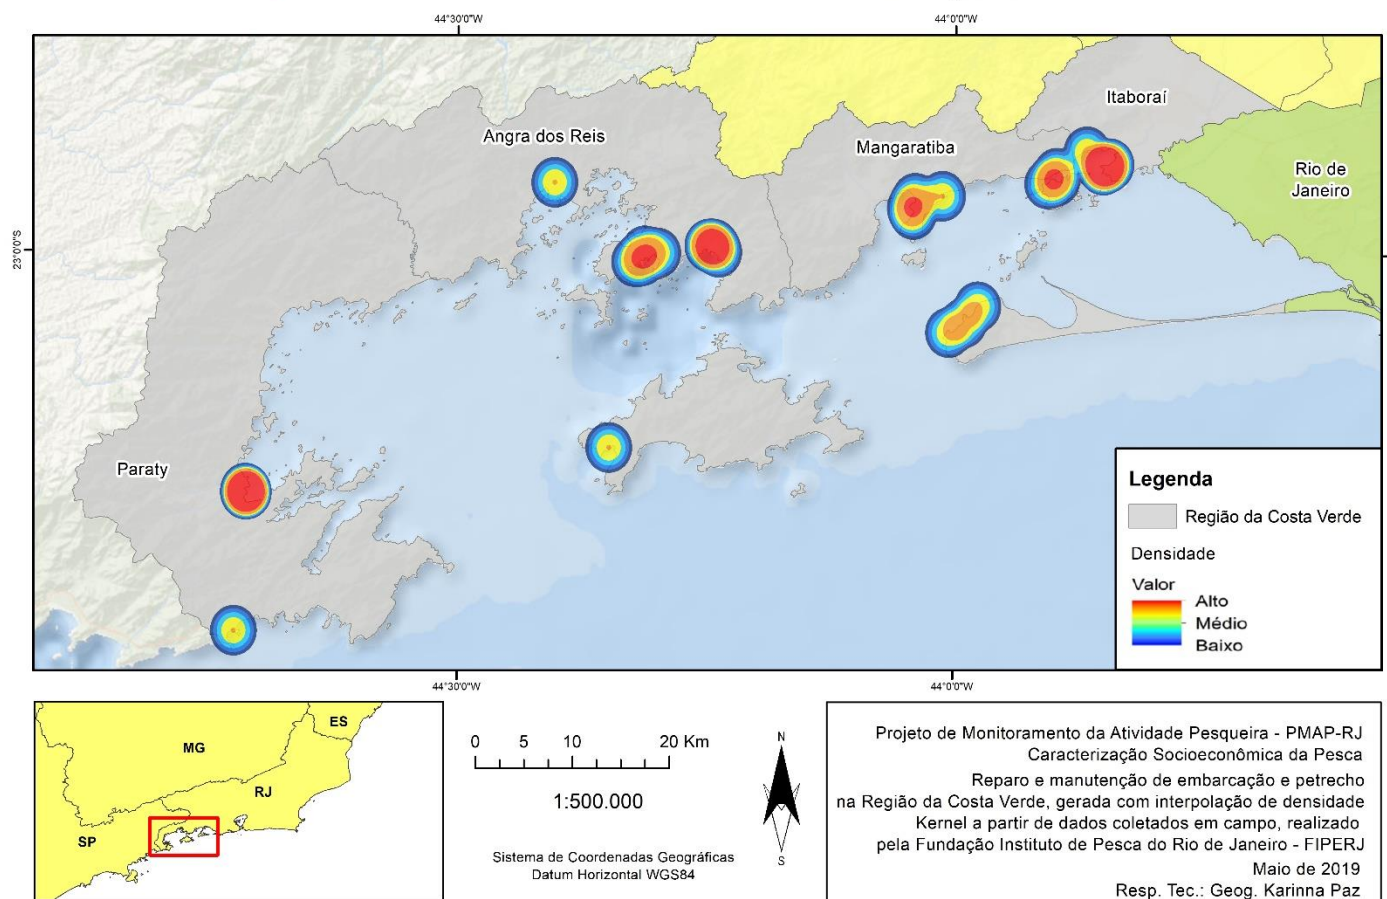 44°30'0"W
44°0'0"W
23°0'0"S
Itaboraí
Angra dos Reis
Mangaratiba
Rio de
Janeiro
Paraty
Legenda
Região da Costa Verde
Densidade
Valor
Alto
Médio
Baixo
44°30'0"W
44°0'0"W
ES
MG
RJ
SP
0 5 10 20 Km
1:500.000
Sistema de Coordenadas Geográficas
Datum Horizontal WGS84
N
S
Projeto de Monitoramento da Atividade Pesqueira - PMAP-RJ
Caracterização Socioeconômica da Pesca
Reparo e manutenção de embarcação e petrecho
na Região da Costa Verde, gerada com interpolação de densidade
Kernel a partir de dados coletados em campo, realizado
pela Fundação Instituto de Pesca do Rio de Janeiro - FIPERJ
Maio de 2019
Resp. Tec.: Geog. Karinna Paz